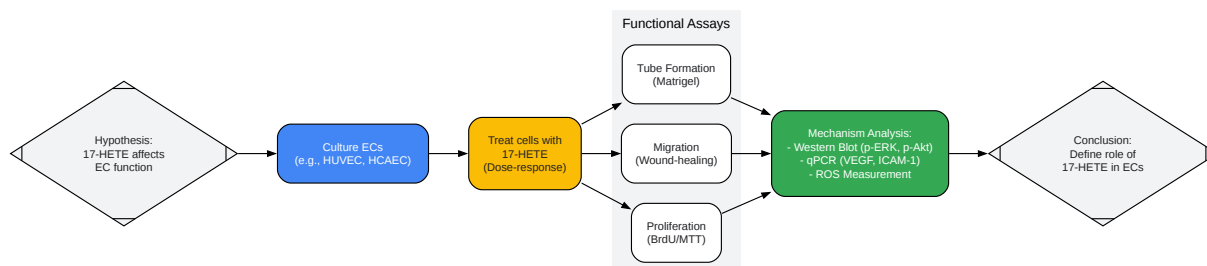 Functional Assays
Hypothesis:
17-HETE affects
EC function
Culture ECs
(e.g., HUVEC, HCAEC)
Treat cells with
17-HETE
(Dose-response)
Tube Formation
(Matrigel)
Migration
(Wound-healing)
Proliferation
(BrdU/MTT)
Mechanism Analysis:
- Western Blot (p-ERK, p-Akt)
- qPCR (VEGF, ICAM-1)
- ROS Measurement
Conclusion:
Define role of
17-HETE in ECs